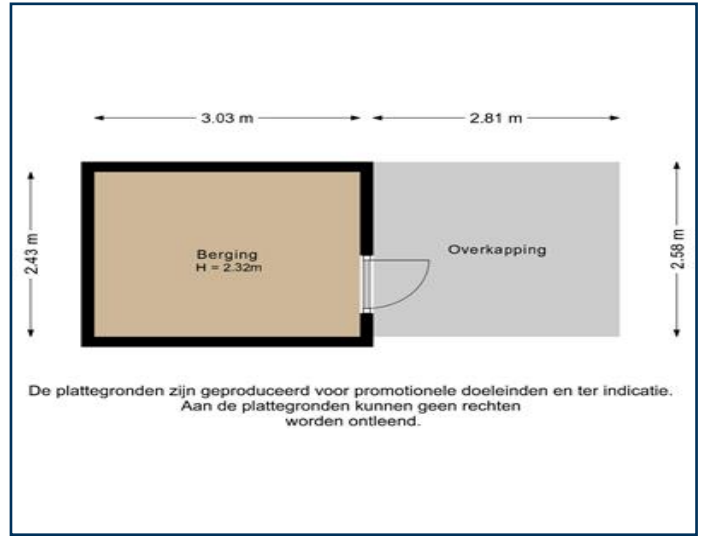 3.03 m
2.81 m
2.43 m
2.58 m
Berging
H = 2.32m
Overkapping
De plattegronden zijn geproduceerd voor promotionele doeleinden en ter indicatie.
Aan de plattegronden kunnen geen rechten
worden ontleend.